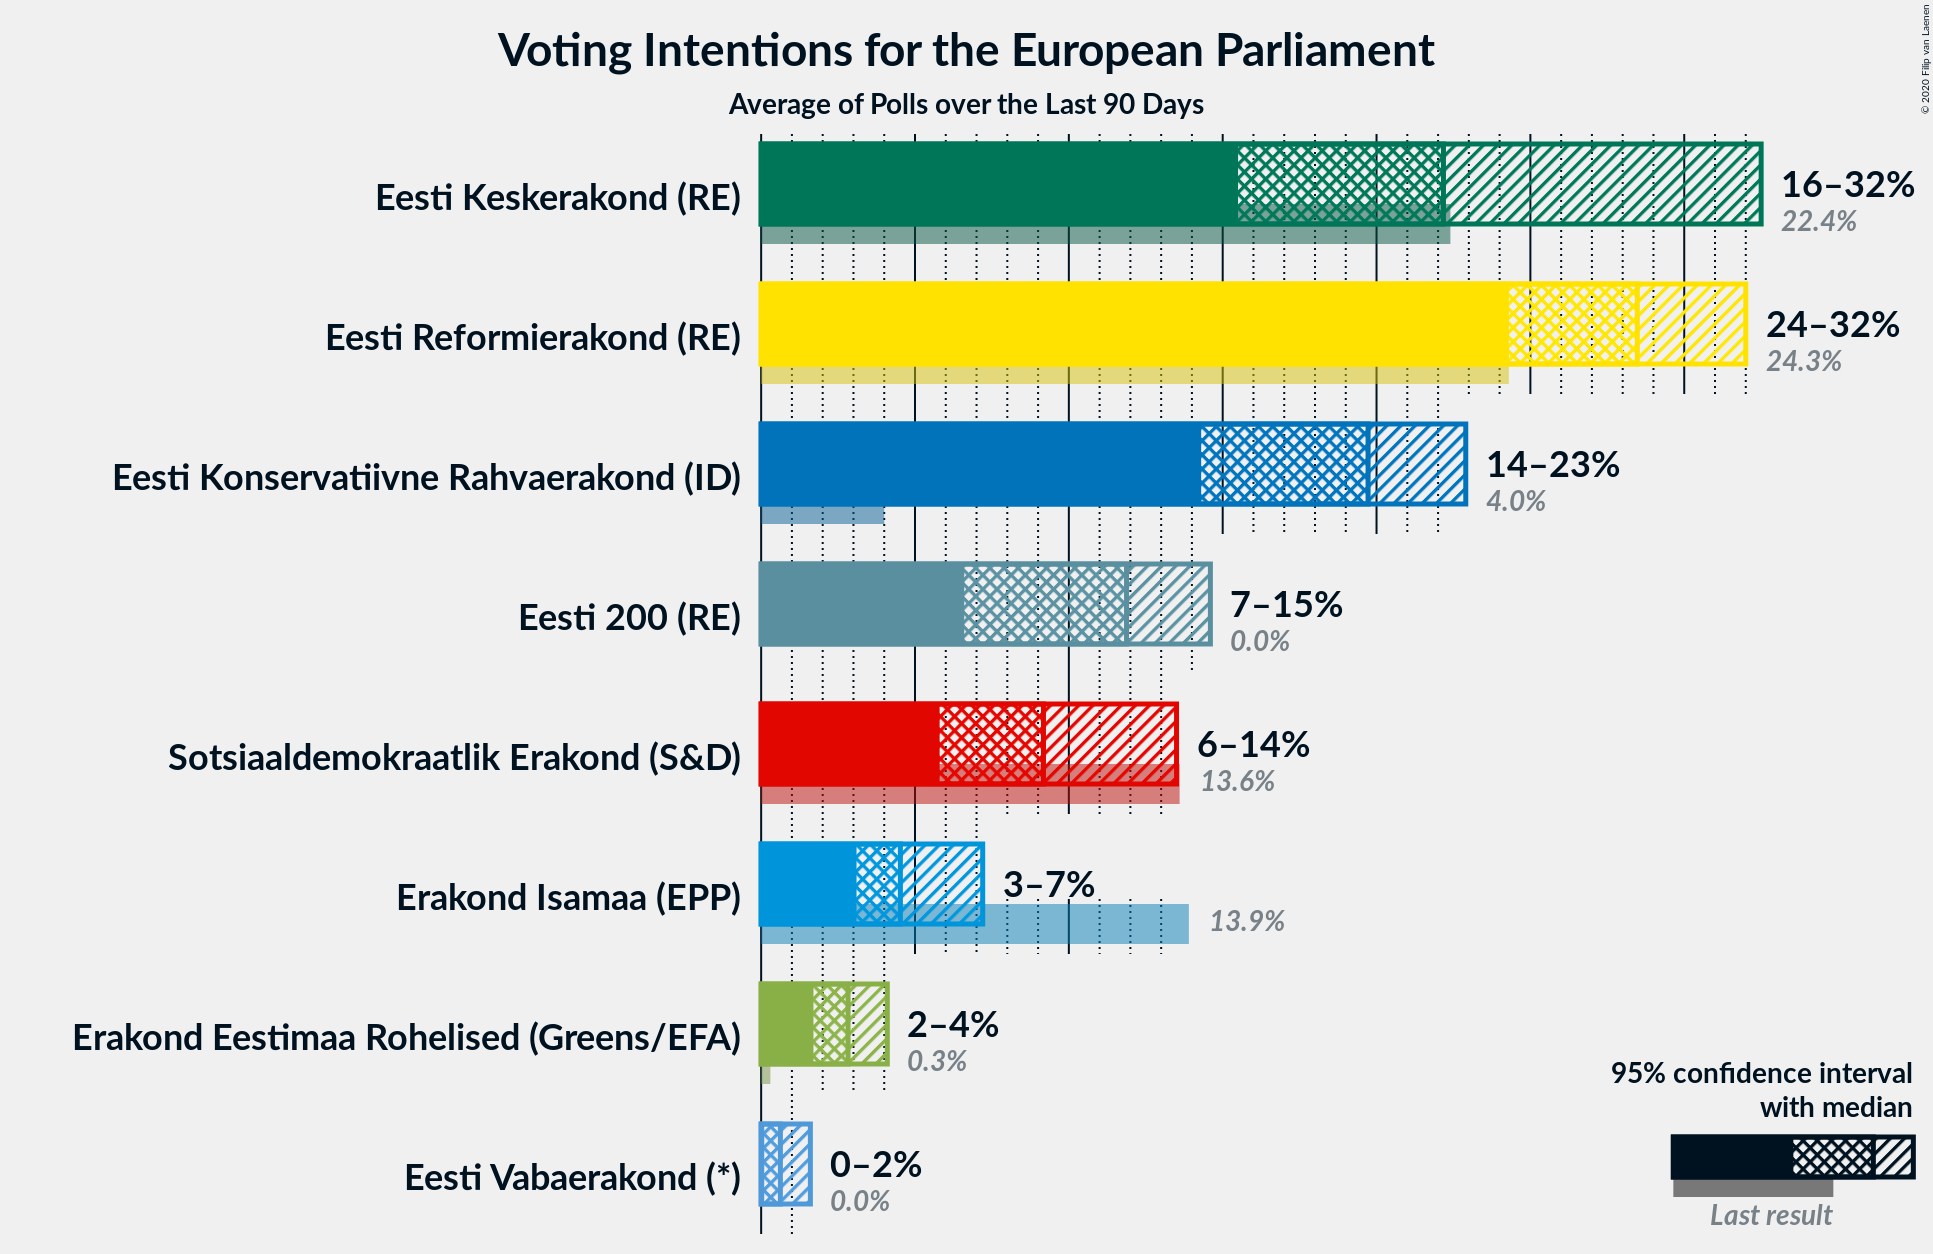 Voting Intentions for the European Parliament
Average of Polls over the Last 90 Days
© 2020 Filip van Laenen
Eesti Keskerakond (RE)
16–32%
22.4%
Eesti Reformierakond (RE)
24–32%
24.3%
Eesti Konservatiivne Rahvaerakond (ID)
14–23%
4.0%
Eesti 200 (RE)
7–15%
0.0%
Sotsiaaldemokraatlik Erakond (S&D)
6–14%
13.6%
Erakond Isamaa (EPP)
3–7%
13.9%
Erakond Eestimaa Rohelised (Greens/EFA)
2–4%
0.3%
Eesti Vabaerakond (*)
0–2%
0.0%
95% confidence interval
with median
Last result